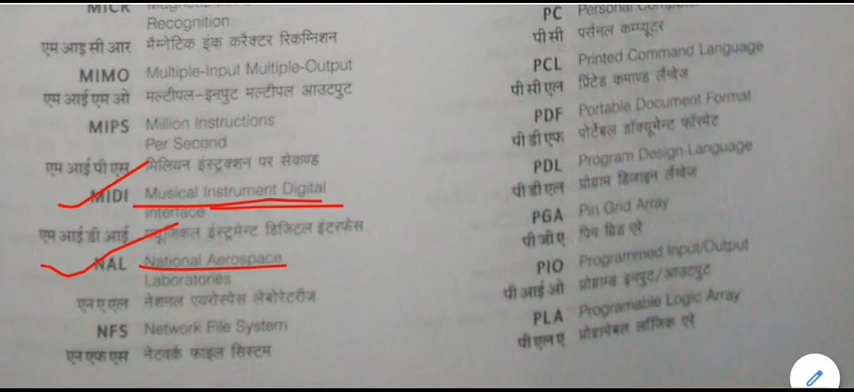 MICR
Recognition
एम आइ सी आर मैग्नेटिक इंक करैक्टर रिकग्निशन
MIMO Multiple-Input Multiple-Output
एम आई एम ओ मल्टीपल-इनपुट मल्टीपल आउटपुट
MIPS Million Instructions
Per Second
एम आई पी एस मिलियन इंस्ट्रक्शन पर सेकण्ड
MIDI Musical Instrument Digital
Interface
एम आई डी आई म्यूजिकल इंस्ट्रूमेन्ट डिजिटल इंटरफेस
NAL National Aerospace
Laboratories
एन ए एल नेशनल एयरोस्पेस लेबोरेटरीज
NFS Network File System
एन एफ एस नेटवर्क फाइल सिस्टम
PC Personal
पी सी पर्सनल कम्प्यूटर
PCL Printed Command Language
पी सी एल प्रिंटेड कमाण्ड लैंग्वेज
PDF Portable Document Format
पी डी एफ पोर्टेबल डॉक्यूमेन्ट फॉरमेट
PDL Program Design Language
पी डी एल प्रोग्राम डिजाइन लैंग्वेज
PGA Pin Grid Array
पी जी ए पिन ग्रिड एरे
PIO Programmed Input/Output
पी आई ओ प्रोग्राम्ड इनपुट/आउटपुट
PLA Programable Logic Array
पी एल ए प्रोग्रामेबल लॉजिक एरे